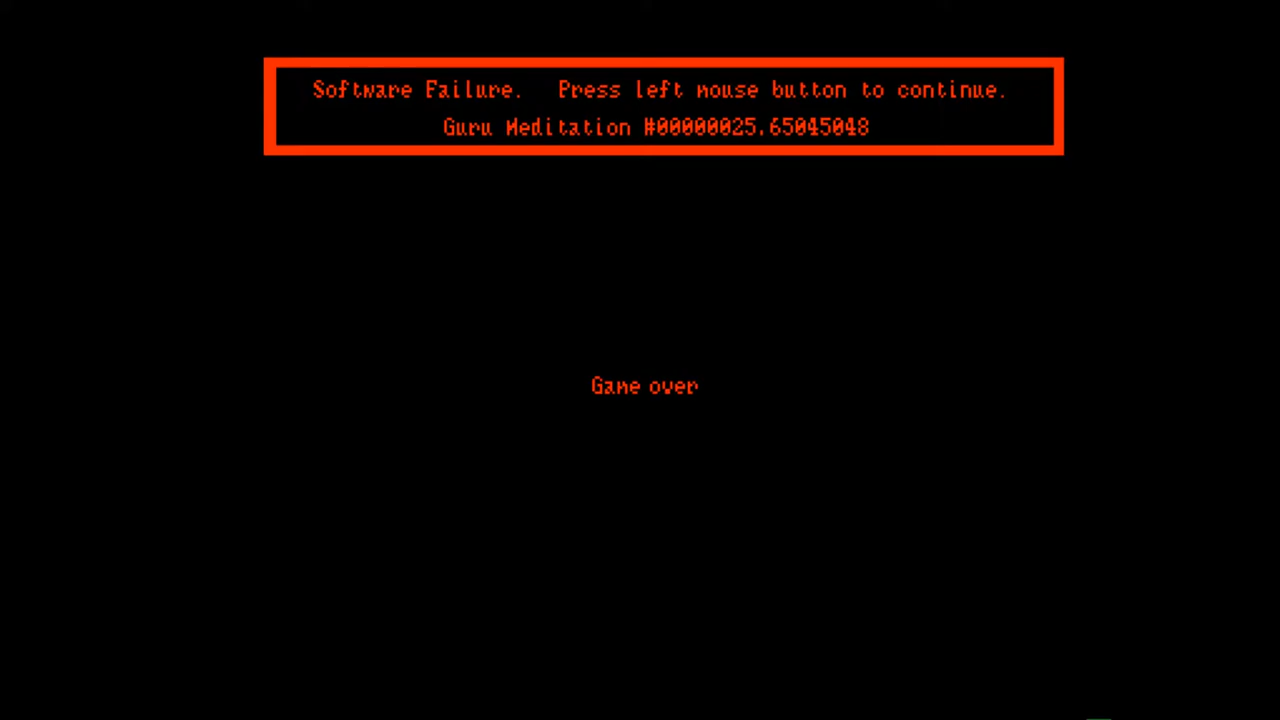 Software Failure.   Press left mouse button to continue.
Guru Meditation #00000025.65045048
Game over